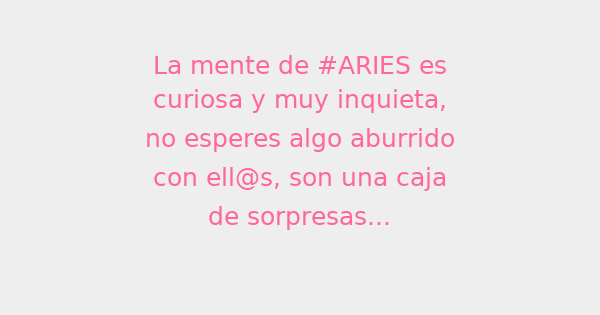 La mente de #ARIES es
curiosa y muy inquieta,
no esperes algo aburrido
con ell@s, son una caja
de sorpresas...